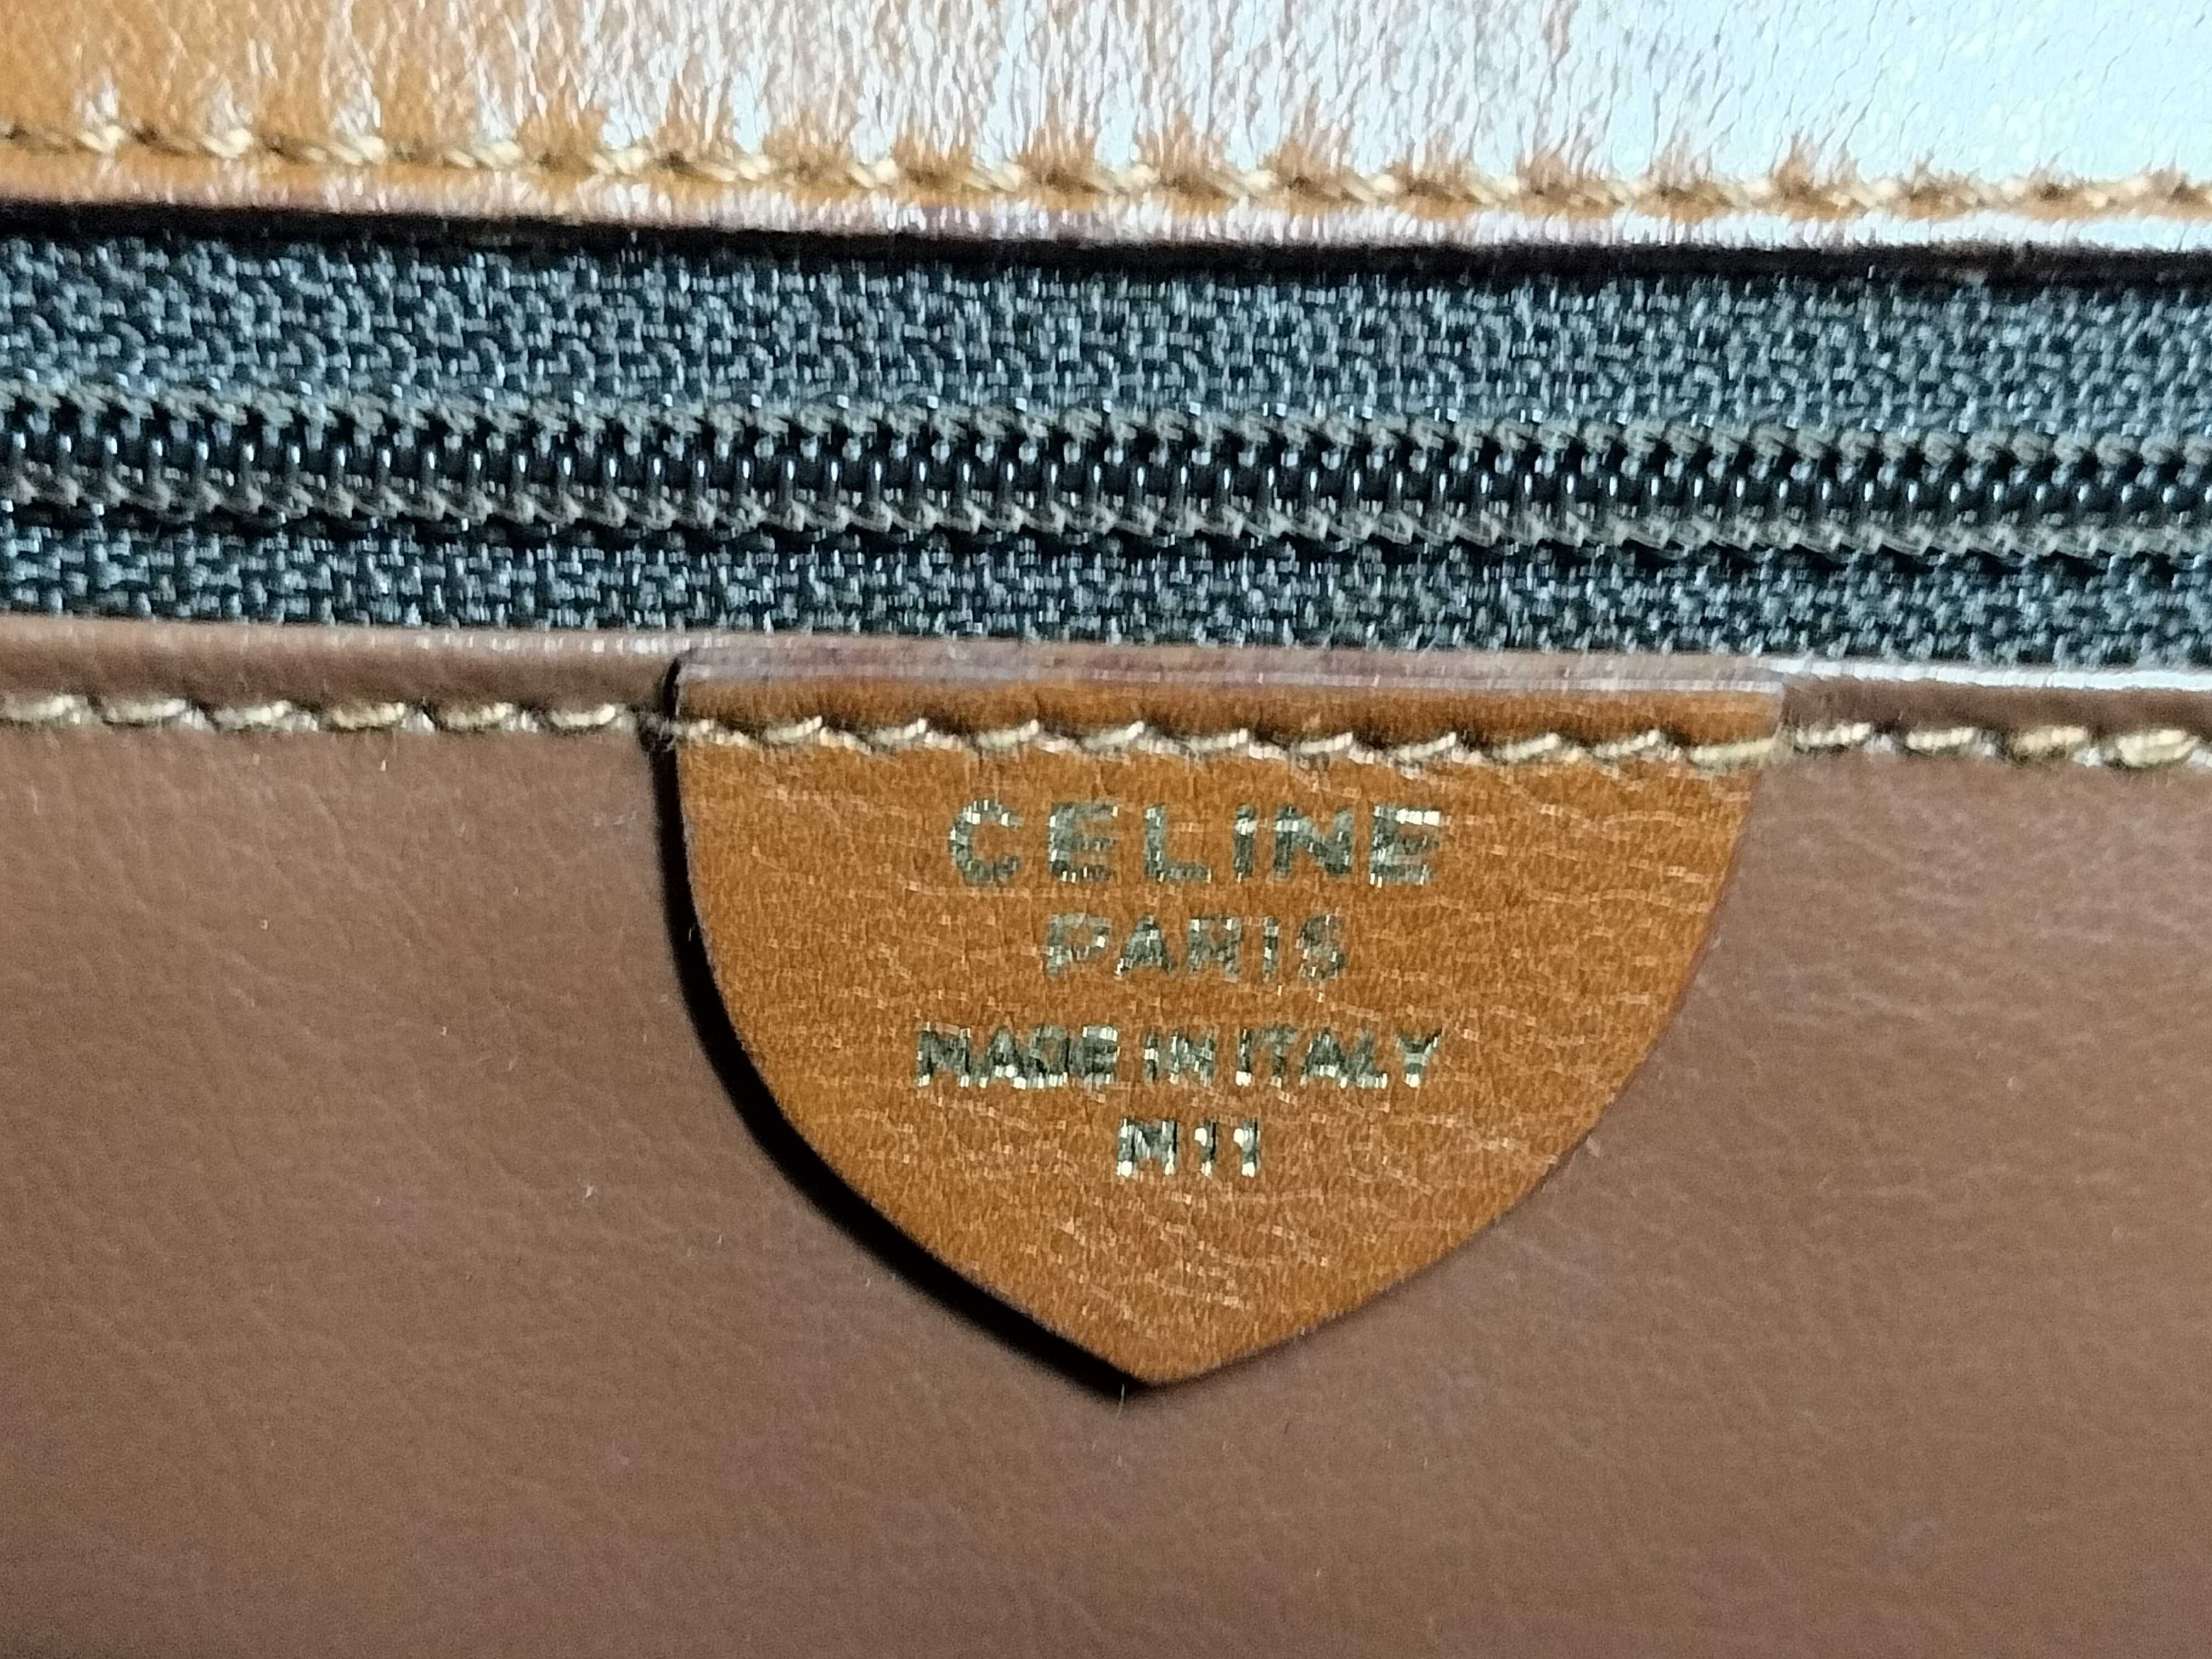 CELINE
PARIS
MADE IN ITALY
M11